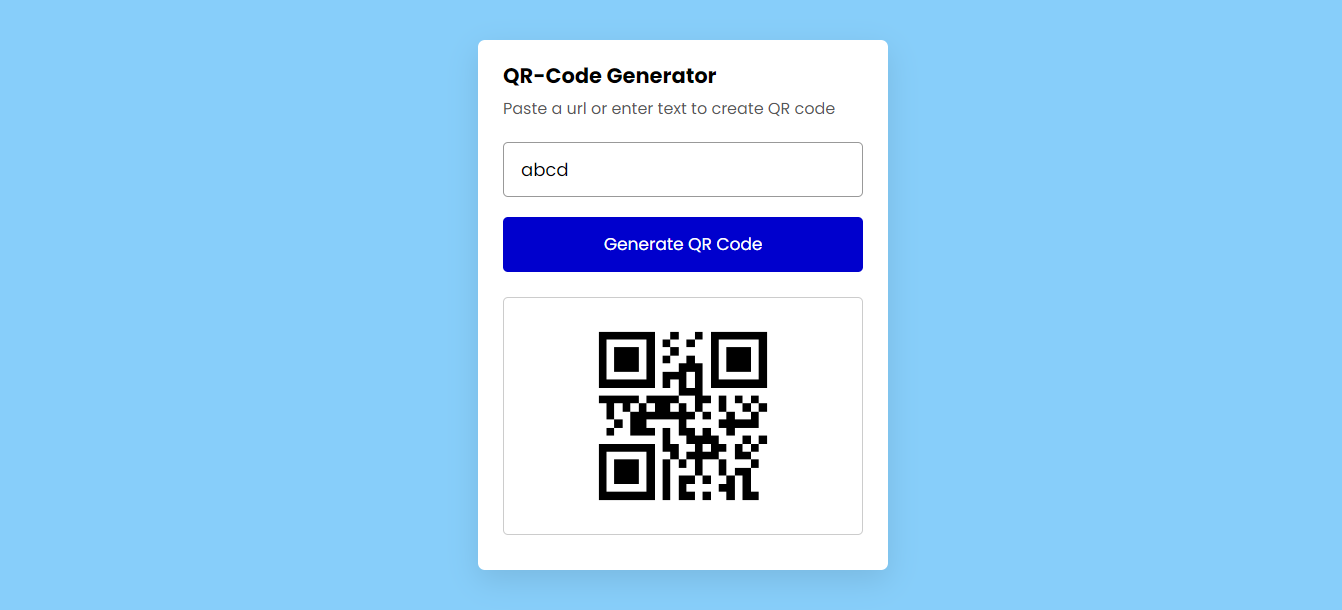 QR-Code Generator
Paste a url or enter text to create QR code
abcd
Generate QR Code